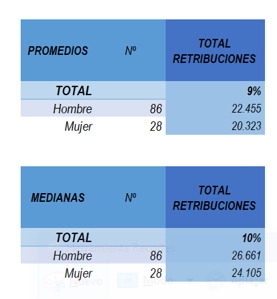 PROMEDIOS Nº TOTAL RETRIBUCIONES
TOTAL 9%
Hombre 86 22.455
Mujer 28 20.323
MEDIANAS Nº TOTAL RETRIBUCIONES
TOTAL 10%
Hombre 86 26.661
Mujer 28 24.105